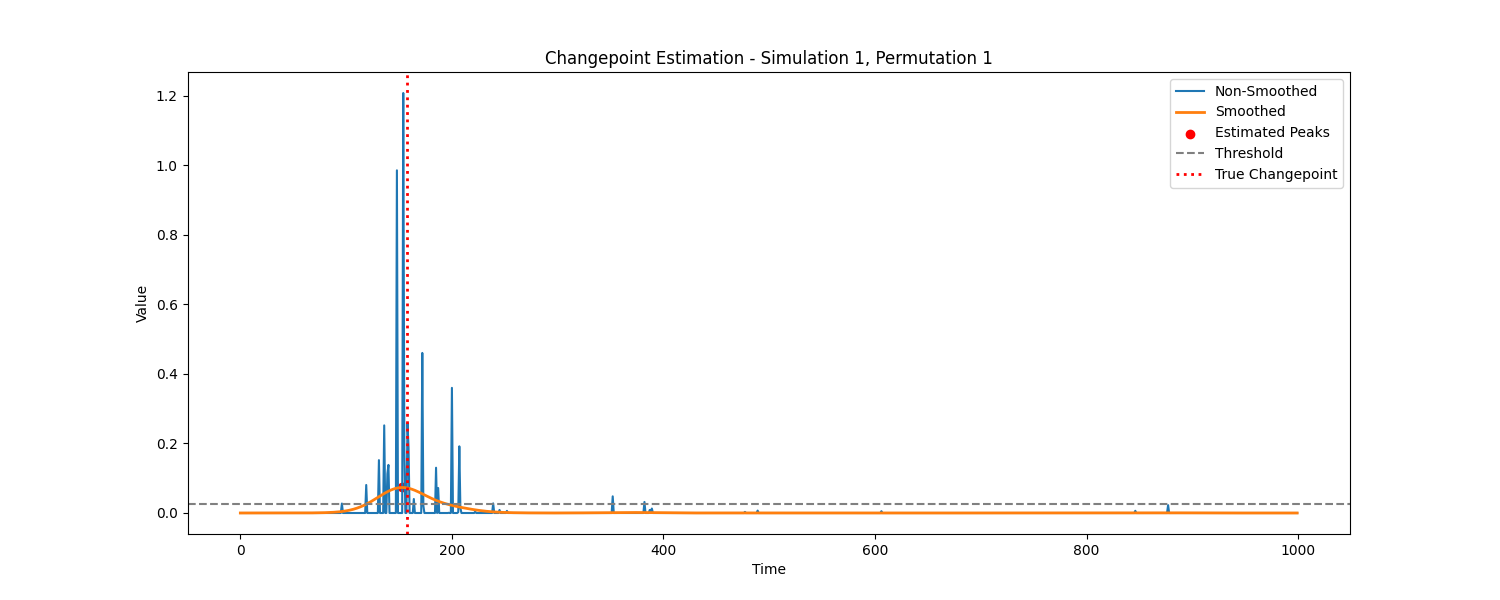 Changepoint Estimation - Simulation 1, Permutation 1
Non-Smoothed
Smoothed
Estimated Peaks
Threshold
True Changepoint
1.2
1.0
0.8
0.6
0.4
0.2
0.0
Value
0 200 400 600 800 1000
Time